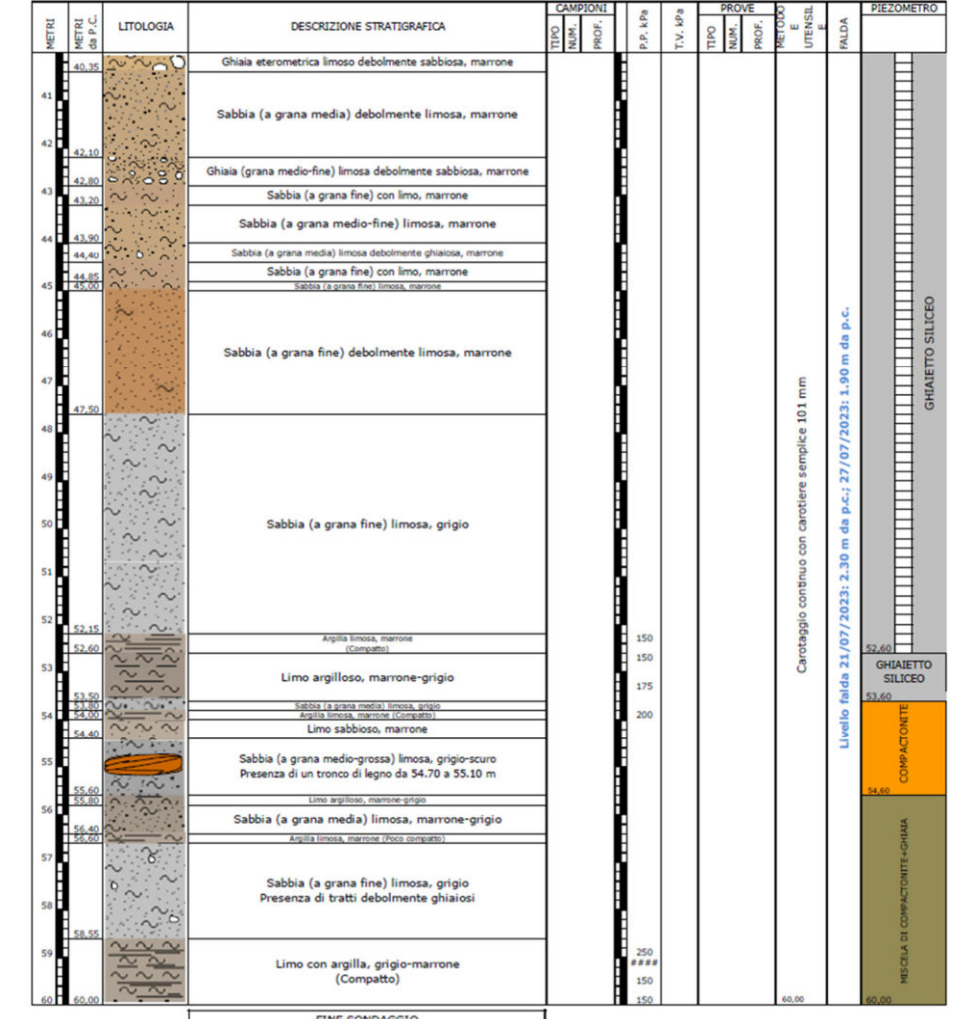 METRI
METRI da P.C.
LITOLOGIA
DESCRIZIONE STRATIGRAFICA
CAMPIONI
TIPO
NUM.
PROF.
P.P. kPa
T.V. kPa
PROVE
TIPO
NUM.
PROF.
METODO E UTENSILE
FALDA
PIEZOMETRO
40,35
Ghiaia eterometrica limoso debolmente sabbiosa, marrone
41
Sabbia (a grana media) debolmente limosa, marrone
42
42,10
Ghiaia (grana medio-fine) limosa debolmente sabbiosa, marrone
42,80
43
Sabbia (a grana fine) con limo, marrone
43,20
Sabbia (a grana medio-fine) limosa, marrone
44
43,90
Sabbia (a grana media) limosa debolmente ghiaiosa, marrone
44,40
Sabbia (a grana fine) con limo, marrone
44,85
45
45,00
Sabbia (a grana fine) limosa, marrone
46
Sabbia (a grana fine) debolmente limosa, marrone
47
47,50
48
49
50
Sabbia (a grana fine) limosa, grigio
51
52
52,15
Argilla limosa, marrone
(Compatto)
150
52,60
150
53
Limo argilloso, marrone-grigio
175
53,50
53,80
Sabbia (a grana media) limosa, grigio
54
54,00
Argilla limosa, marrone (Compatto)
200
Limo sabbioso, marrone
54,40
55
Sabbia (a grana medio-grossa) limosa, grigio-scuro
Presenza di un tronco di legno da 54.70 a 55.10 m
55,60
55,80
Limo argilloso, marrone-grigio
56
Sabbia (a grana media) limosa, marrone-grigio
56,40
56,60
Argilla limosa, marrone (Poco compatto)
57
Sabbia (a grana fine) limosa, grigio
Presenza di tratti debolmente ghiaiosi
58
58,55
59
Limo con argilla, grigio-marrone
(Compatto)
250
####
150
60
60,00
150
60,00
Carotaggio continuo con carotiere semplice 101 mm
Livello falda 21/07/2023: 2.30 m da p.c.; 27/07/2023: 1.90 m da p.c.
GHIAIETTO SILICEO
52,60
GHIAIETTO
SILICEO
53,60
COMPACTONITE
54,60
MISCELA DI COMPACTONITE+GHIAIA
60,00
FINE SONDAGGIO